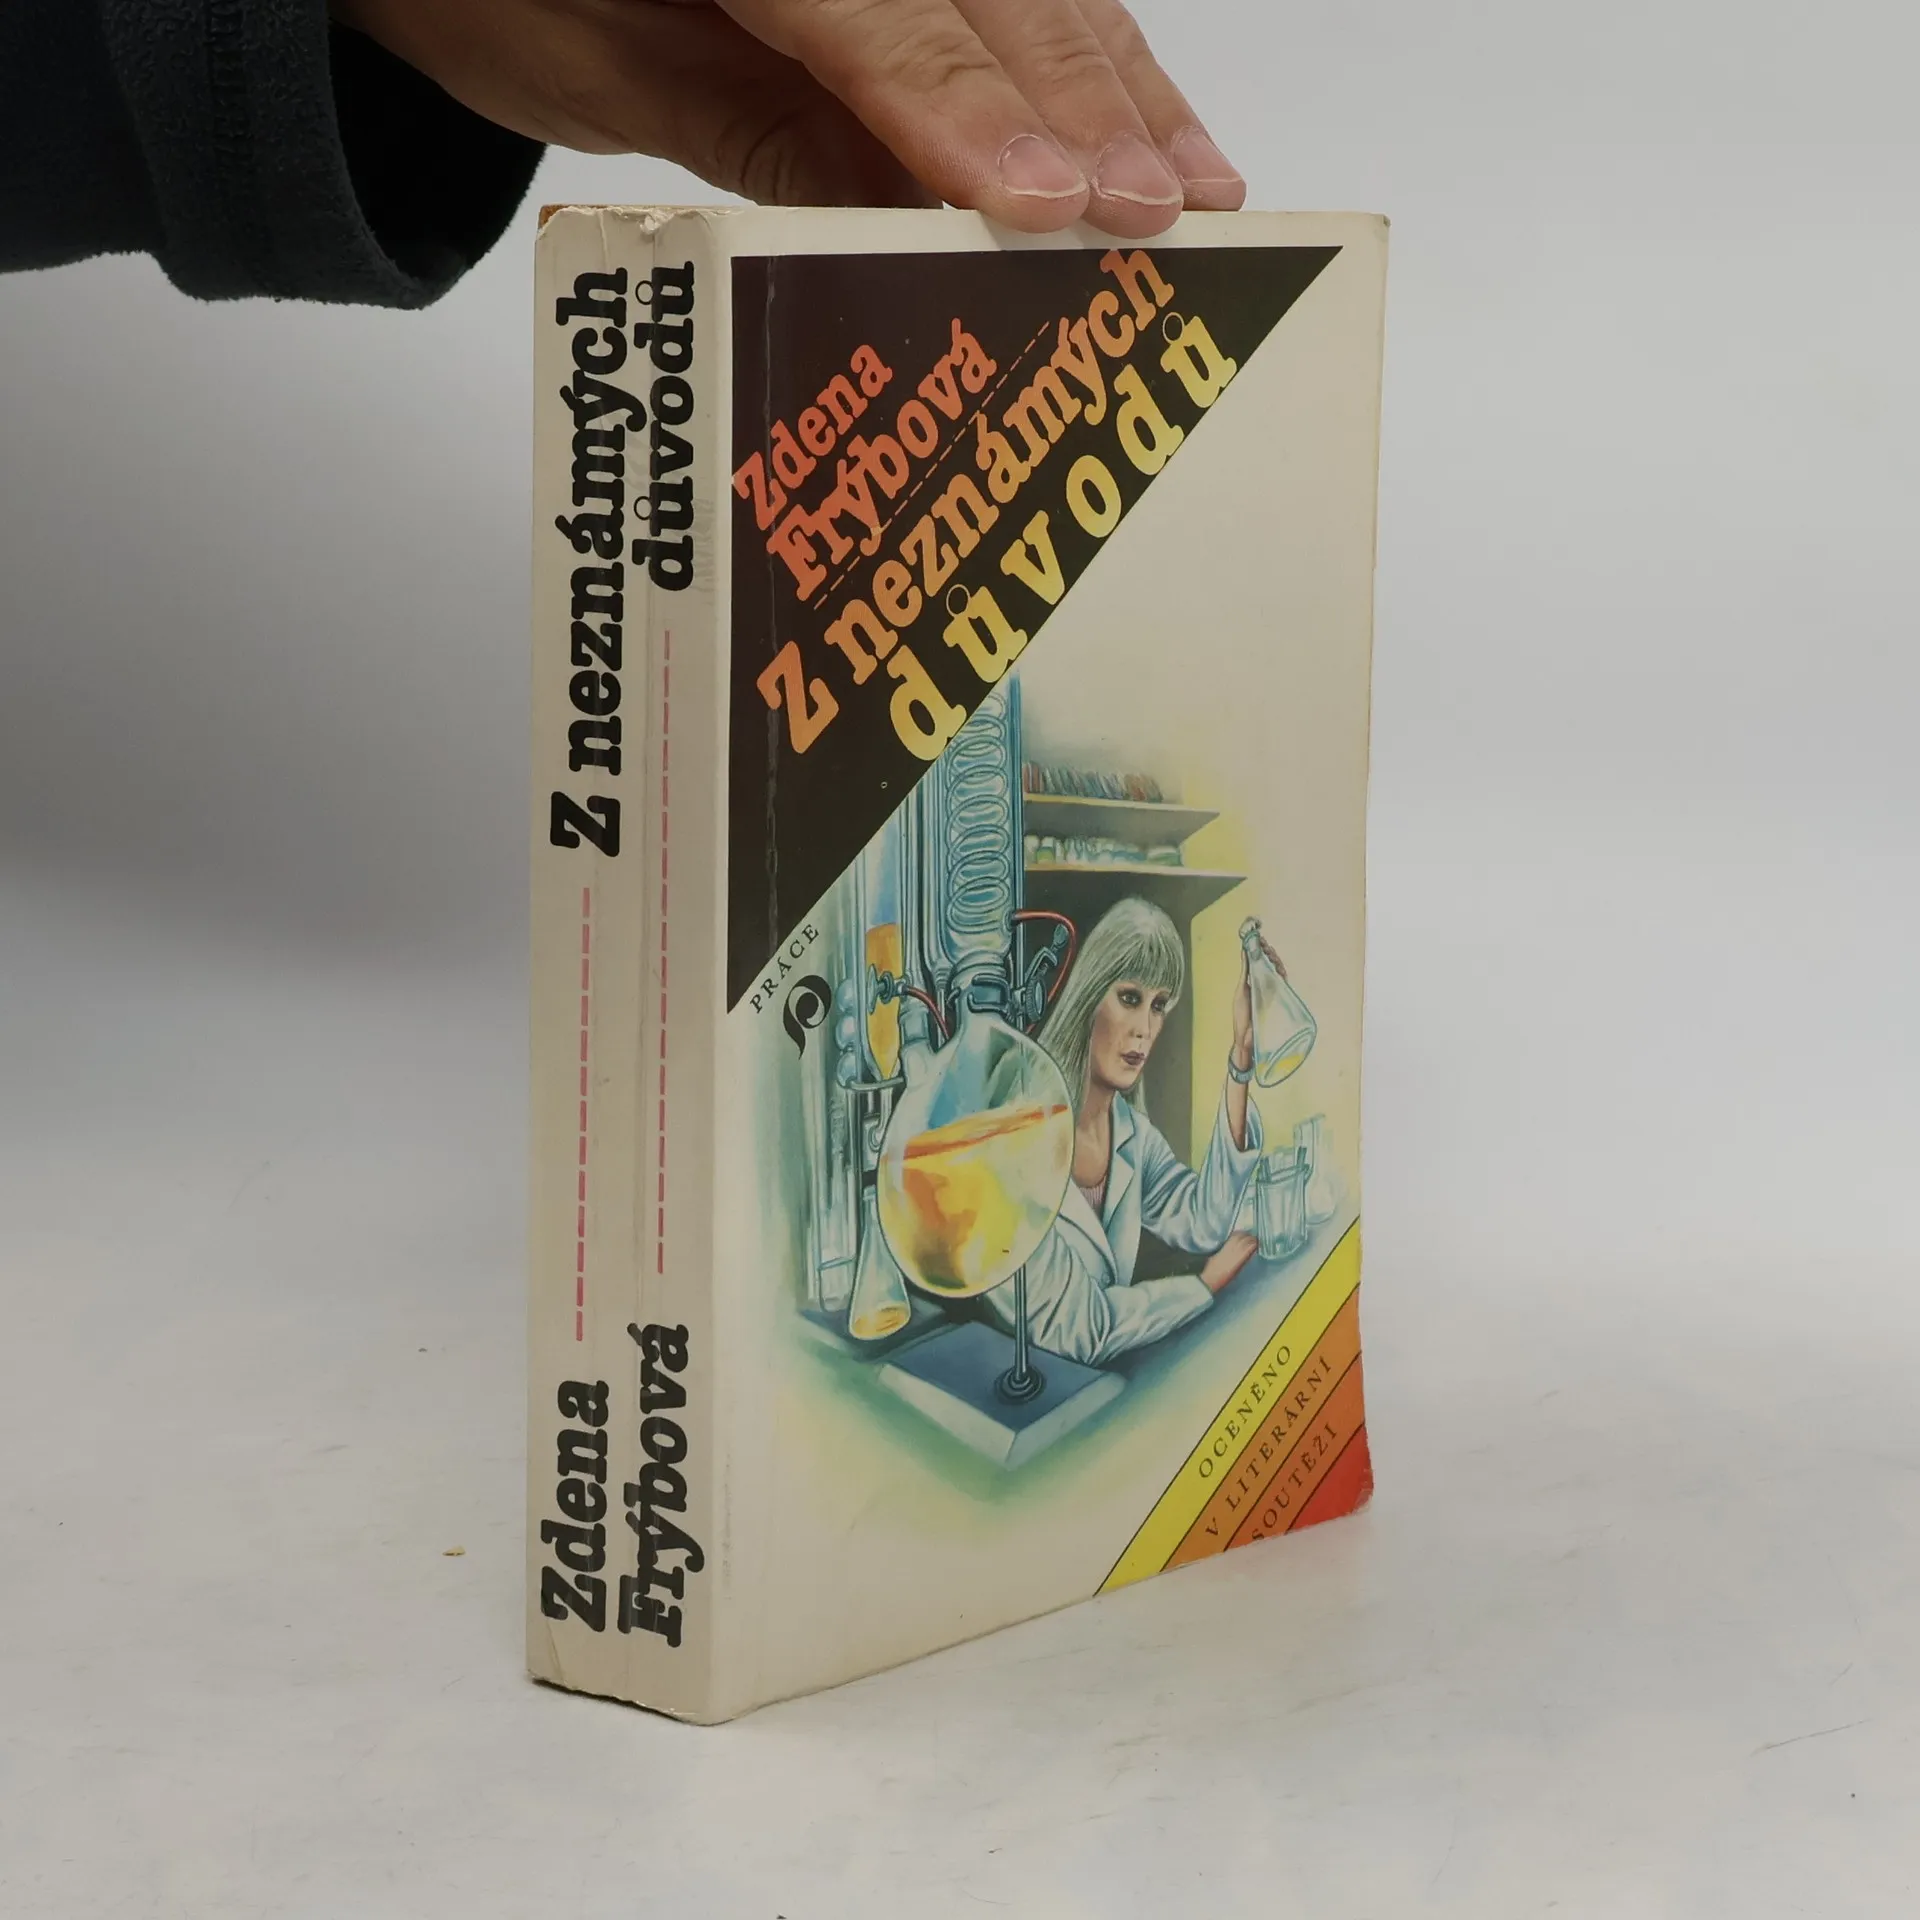 Z neznámých
důvodů
Zdena
Frýbová
Zdena
Frýbová
Z neznámých
důvodů
PRÁCE
OCENĚNO
V LITERÁRNÍ
SOUTĚŽI